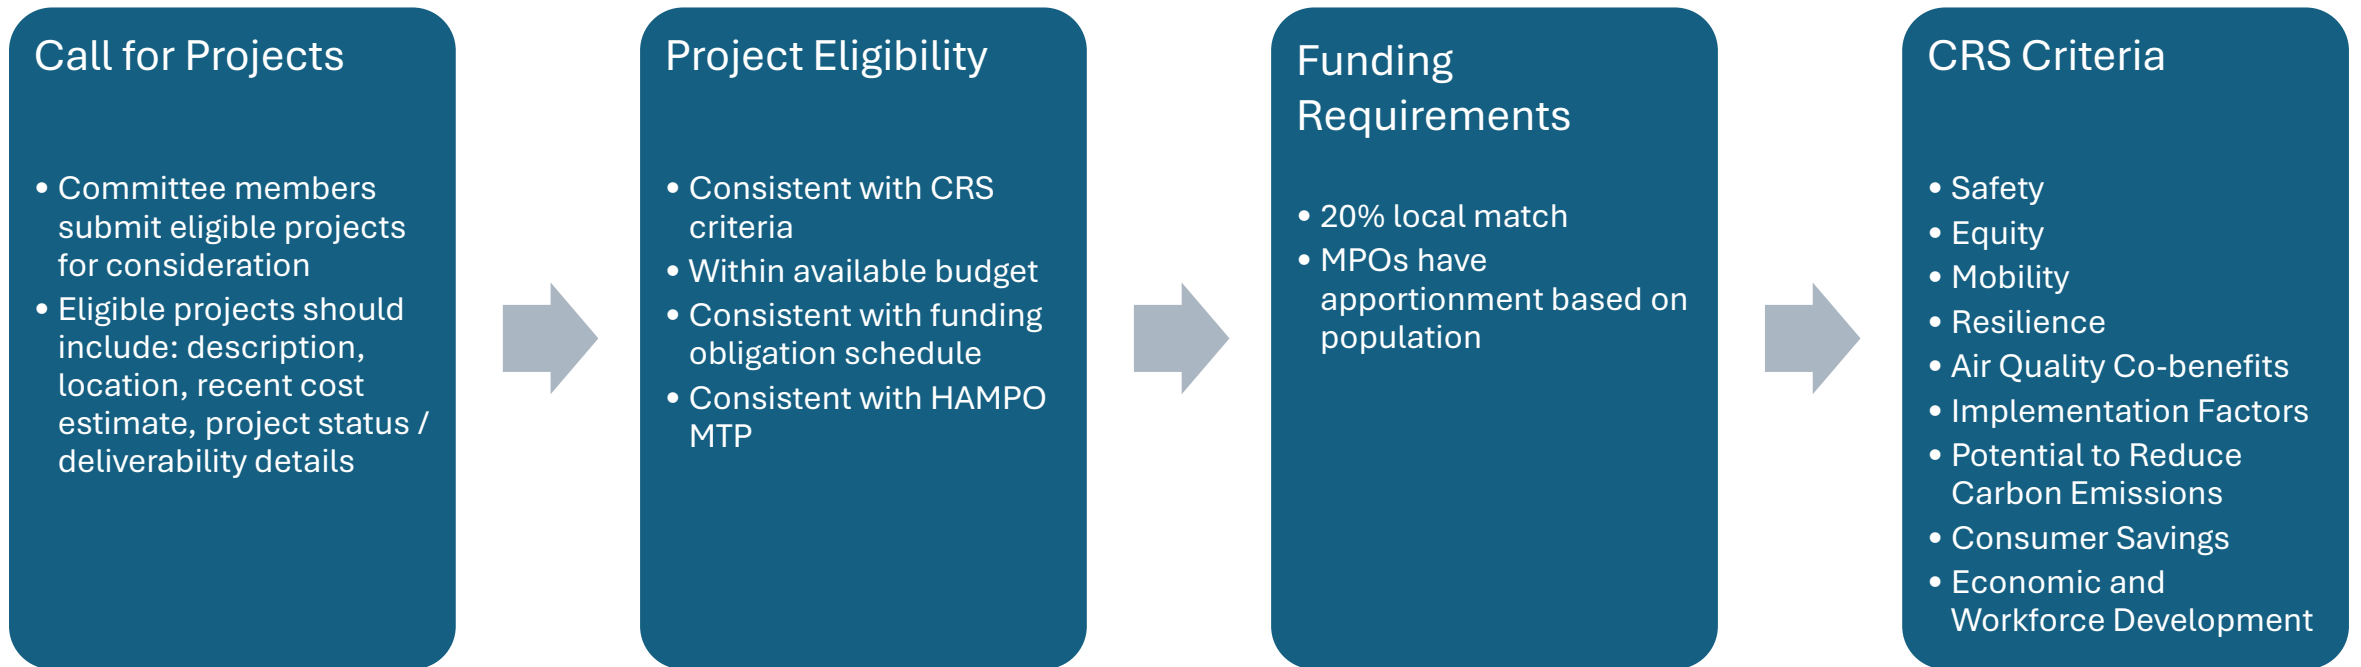 Call for Projects
• Committee members
submit eligible projects
for consideration
• Eligible projects should
include: description,
location, recent cost
estimate, project status /
deliverability details
Project Eligibility
• Consistent with CRS
criteria
• Within available budget
• Consistent with funding
obligation schedule
• Consistent with HAMPO
MTP
Funding
Requirements
• 20% local match
• MPOs have
apportionment based on
population
CRS Criteria
• Safety
• Equity
• Mobility
• Resilience
• Air Quality Co-benefits
• Implementation Factors
• Potential to Reduce
Carbon Emissions
• Consumer Savings
• Economic and
Workforce Development